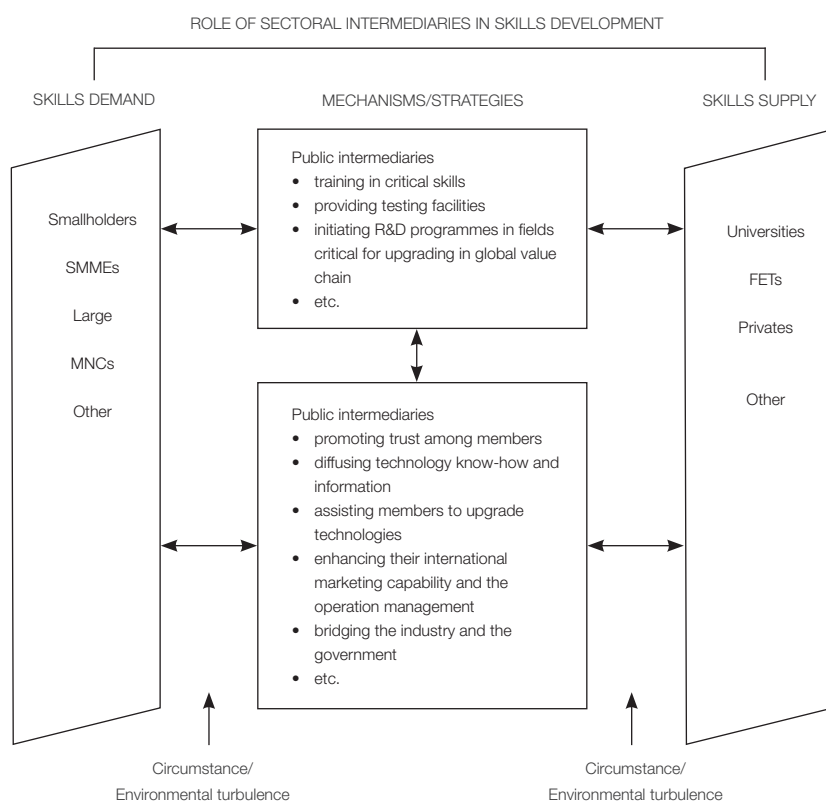 ROLE OF SECTORAL INTERMEDIARIES IN SKILLS DEVELOPMENT
SKILLS DEMAND
MECHANISMS/STRATEGIES
SKILLS SUPPLY
Smallholders
SMMEs
Large
MNCs
Other
Public intermediaries
• training in critical skills
• providing testing facilities
• initiating R&D programmes in fields
critical for upgrading in global value
chain
• etc.
Public intermediaries
• promoting trust among members
• diffusing technology know-how and
information
• assisting members to upgrade
technologies
• enhancing their international
marketing capability and the
operation management
• bridging the industry and the
government
• etc.
Universities
FETs
Privates
Other
Circumstance/
Environmental turbulence
Circumstance/
Environmental turbulence